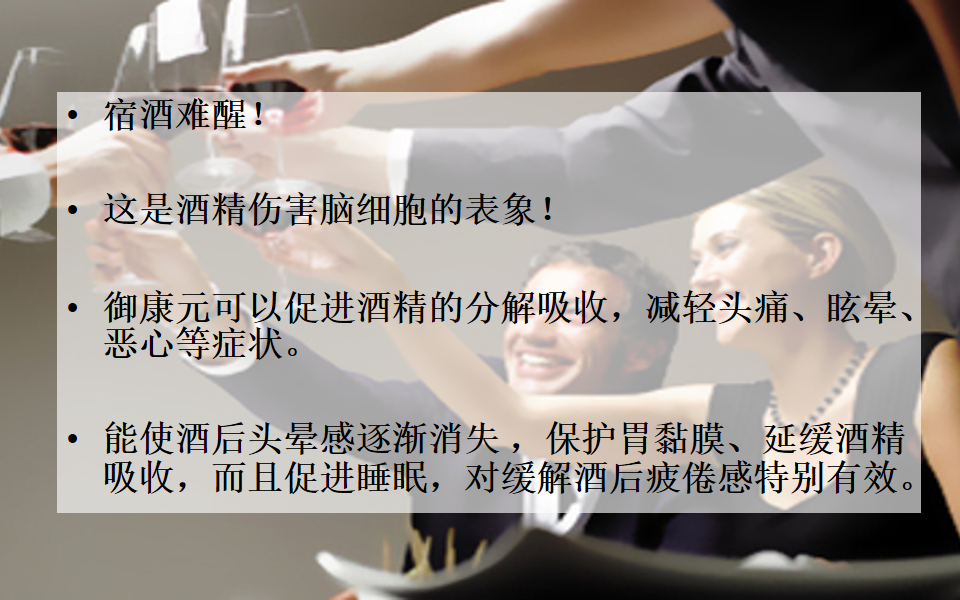 • 宿酒难醒！
• 这是酒精伤害脑细胞的表象！
• 御康元可以促进酒精的分解吸收，减轻头痛、眩晕、
恶心等症状。
• 能使酒后头晕感逐渐消失 ，保护胃黏膜、延缓酒精
吸收，而且促进睡眠，对缓解酒后疲倦感特别有效。